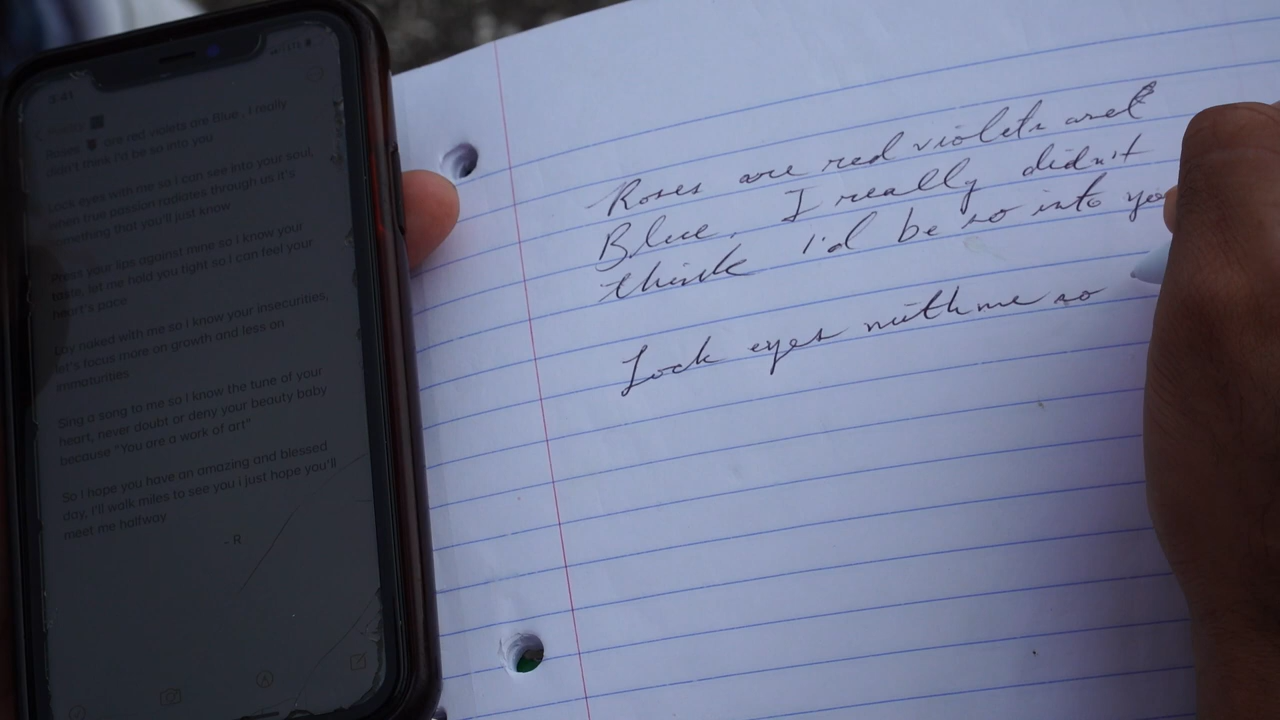 3:41
Roses are red violets are Blue, I really
didn't think I'd be so into you
Lock eyes with me so I can see into your soul,
when true passion radiates through us it's
something that you'll just know
Press your lips against mine so I know your
taste, let me hold you tight so I can feel your
heart's pace
Lay naked with me so I know your insecurities,
let's focus more on growth and less on
immaturities
Sing a song to me so I know the tune of your
heart, never doubt or deny your beauty baby
because "You are a work of art"
So I hope you have an amazing and blessed
day, I'll walk miles to see you i just hope you'll
meet me halfway
- R
Roses are red violets and
Blue, I really didn't
think I'd be so into you
Lock eyes with me so